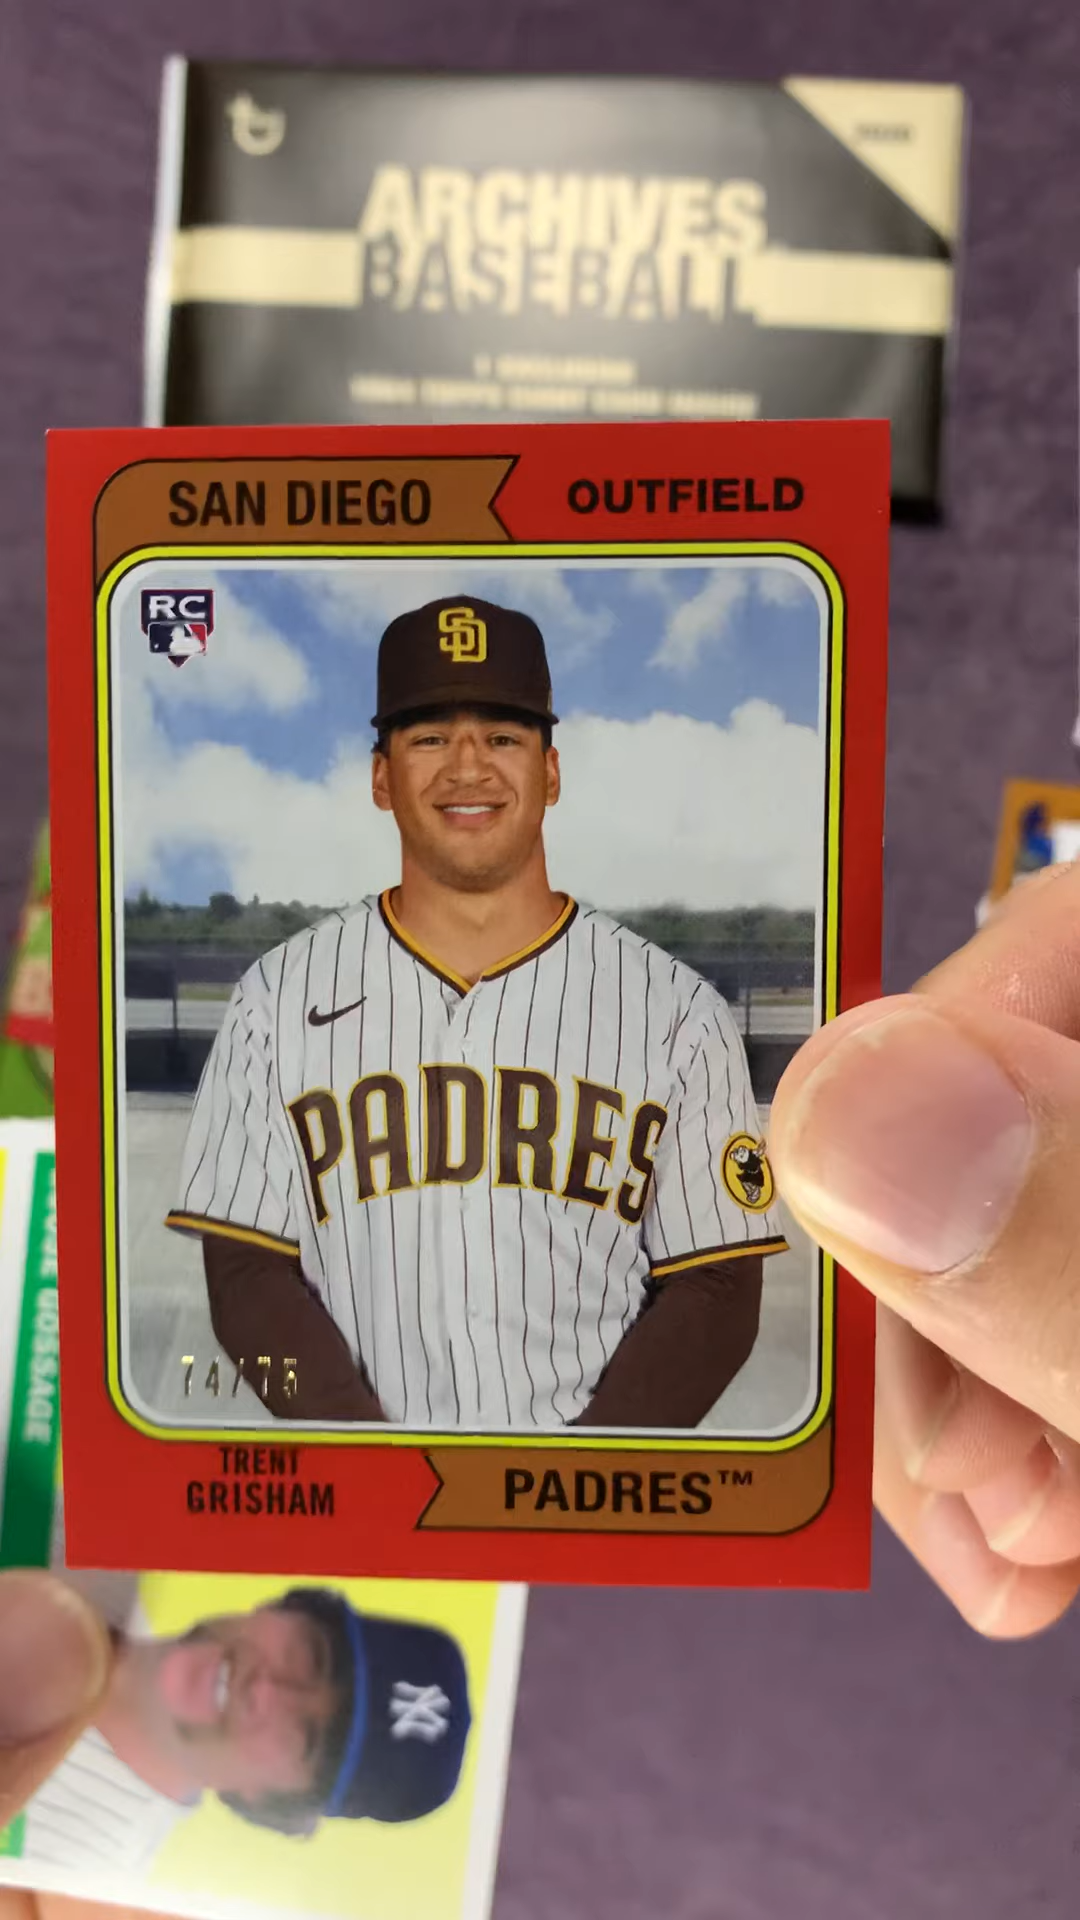 ARCHIVES
BASEBALL
SAN DIEGO
OUTFIELD
RC
SD
PADRES
74/75
TRENT
GRISHAM
PADRES™
GOSSAGE
NY